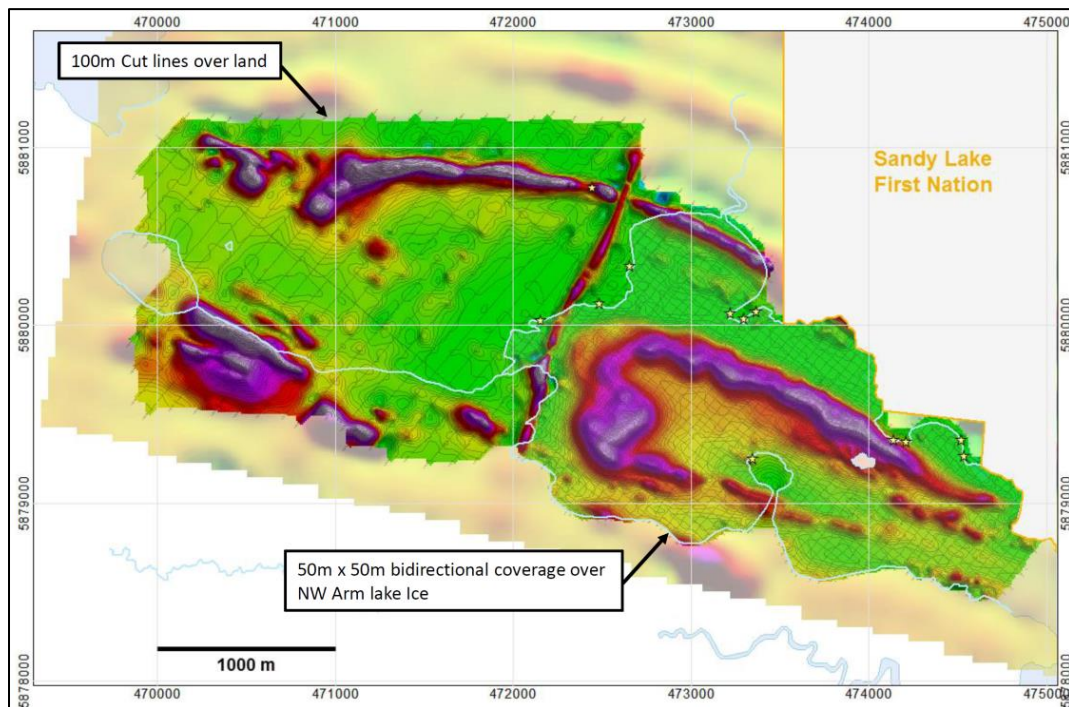 470000 471000 472000 473000 474000 475000
100m Cut lines over land
5881000 5881000
Sandy Lake
First Nation
5880000 5880000
5879000 5879000
50m x 50m bidirectional coverage over
NW Arm lake Ice
1000 m
5878000 5878000
470000 471000 472000 473000 474000 475000